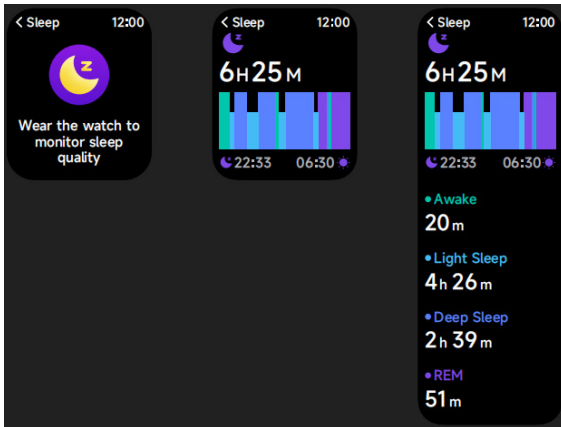 < Sleep 12:00
z
Wear the watch to
monitor sleep
quality
< Sleep 12:00
z
6H25M
22:33 06:30
< Sleep 12:00
z
6H25M
22:33 06:30
• Awake
20m
• Light Sleep
4h 26m
• Deep Sleep
2h 39m
• REM
51m